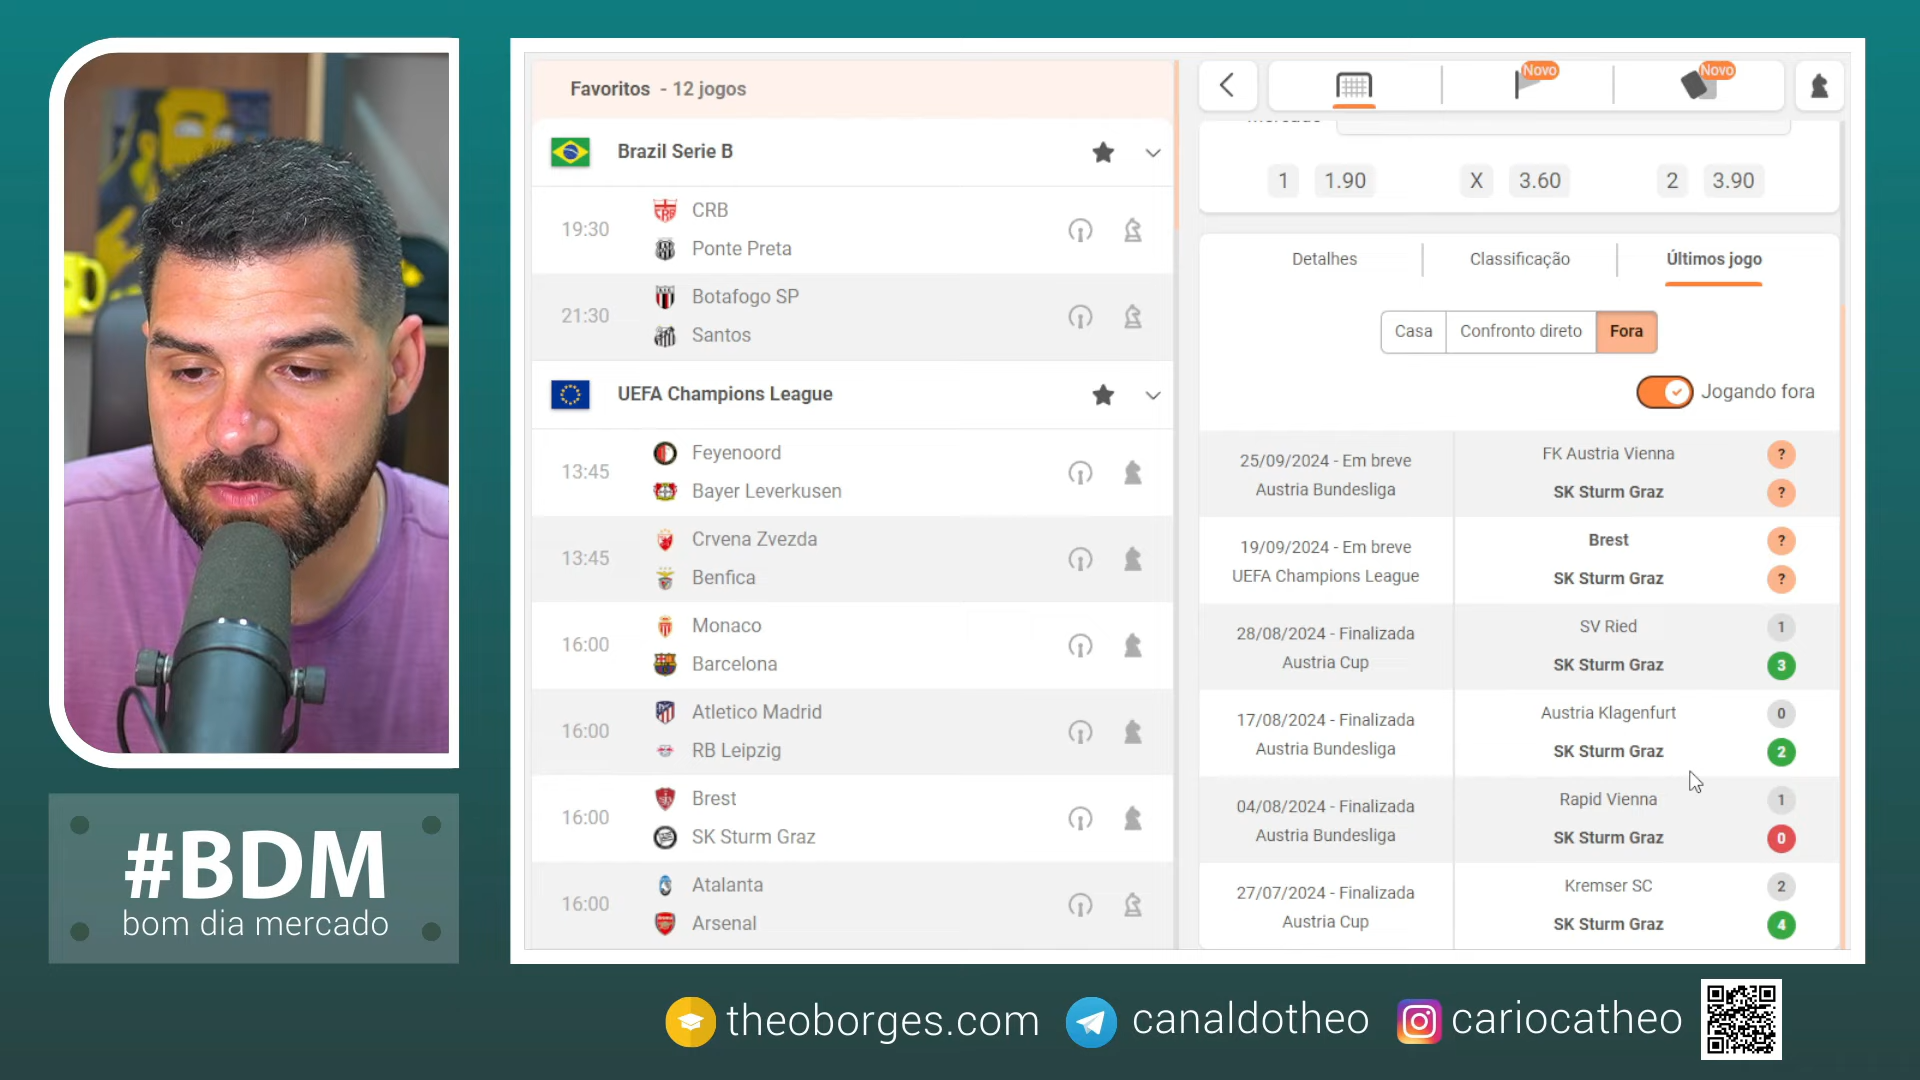 #BDM
bom dia mercado
Favoritos - 12 jogos
Brazil Serie B
19:30
CRB
Ponte Preta
21:30
Botafogo SP
Santos
UEFA Champions League
13:45
Feyenoord
Bayer Leverkusen
13:45
Crvena Zvezda
Benfica
16:00
Monaco
Barcelona
16:00
Atletico Madrid
RB Leipzig
16:00
Brest
SK Sturm Graz
16:00
Atalanta
Arsenal
Novo
Novo
1 1.90 X 3.60 2 3.90
Detalhes Classificação Últimos jogo
Casa Confronto direto Fora
Jogando fora
25/09/2024 - Em breve
Austria Bundesliga
FK Austria Vienna ?
SK Sturm Graz ?
19/09/2024 - Em breve
UEFA Champions League
Brest ?
SK Sturm Graz ?
28/08/2024 - Finalizada
Austria Cup
SV Ried 1
SK Sturm Graz 3
17/08/2024 - Finalizada
Austria Bundesliga
Austria Klagenfurt 0
SK Sturm Graz 2
04/08/2024 - Finalizada
Austria Bundesliga
Rapid Vienna 1
SK Sturm Graz 0
27/07/2024 - Finalizada
Austria Cup
Kremser SC 2
SK Sturm Graz 4
theoborges.com canaldotheo cariocatheo